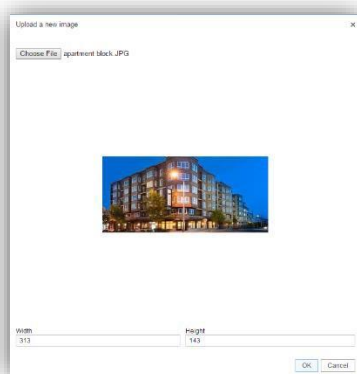 Upload a new image
×
Choose File apartment block JPG
Width Height
313 143
OK Cancel